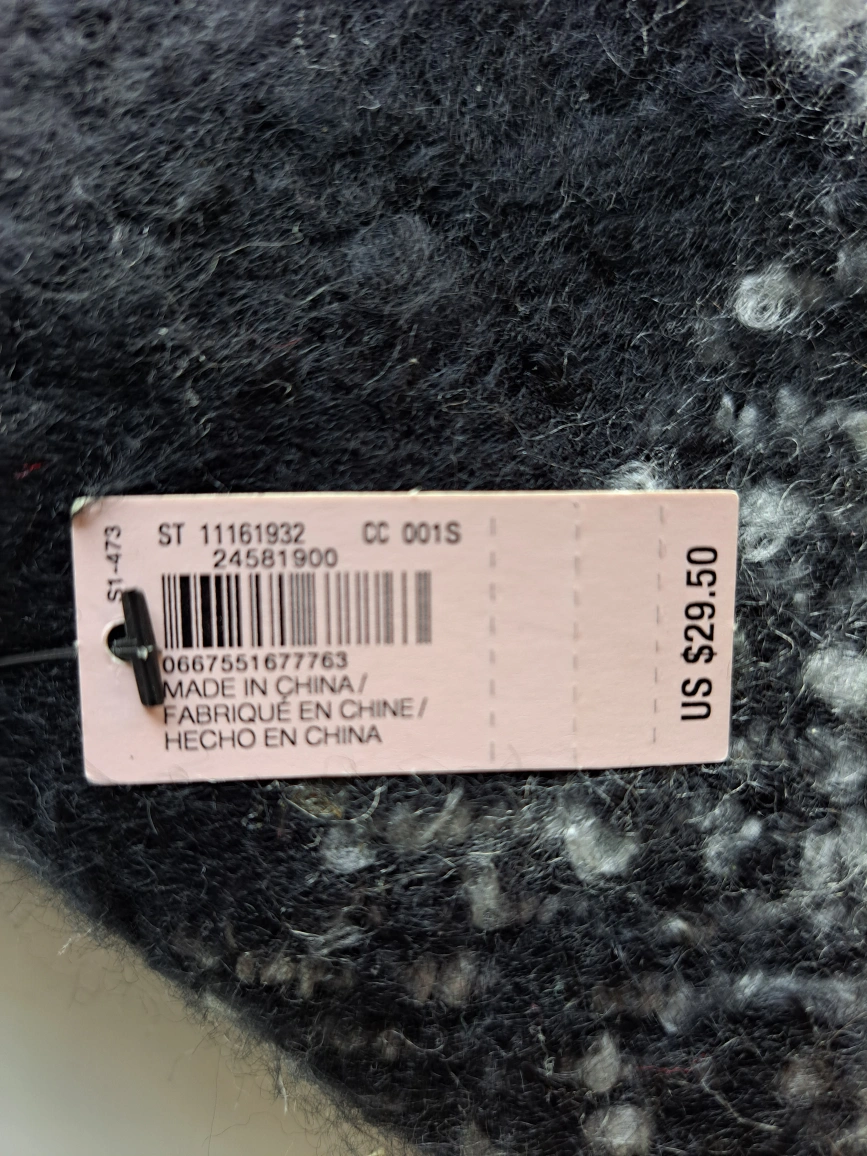 S1-473
ST 11161932 CC 001S
24581900
0667551677763
MADE IN CHINA/
FABRIQUÉ EN CHINE/
HECHO EN CHINA
US $29.50